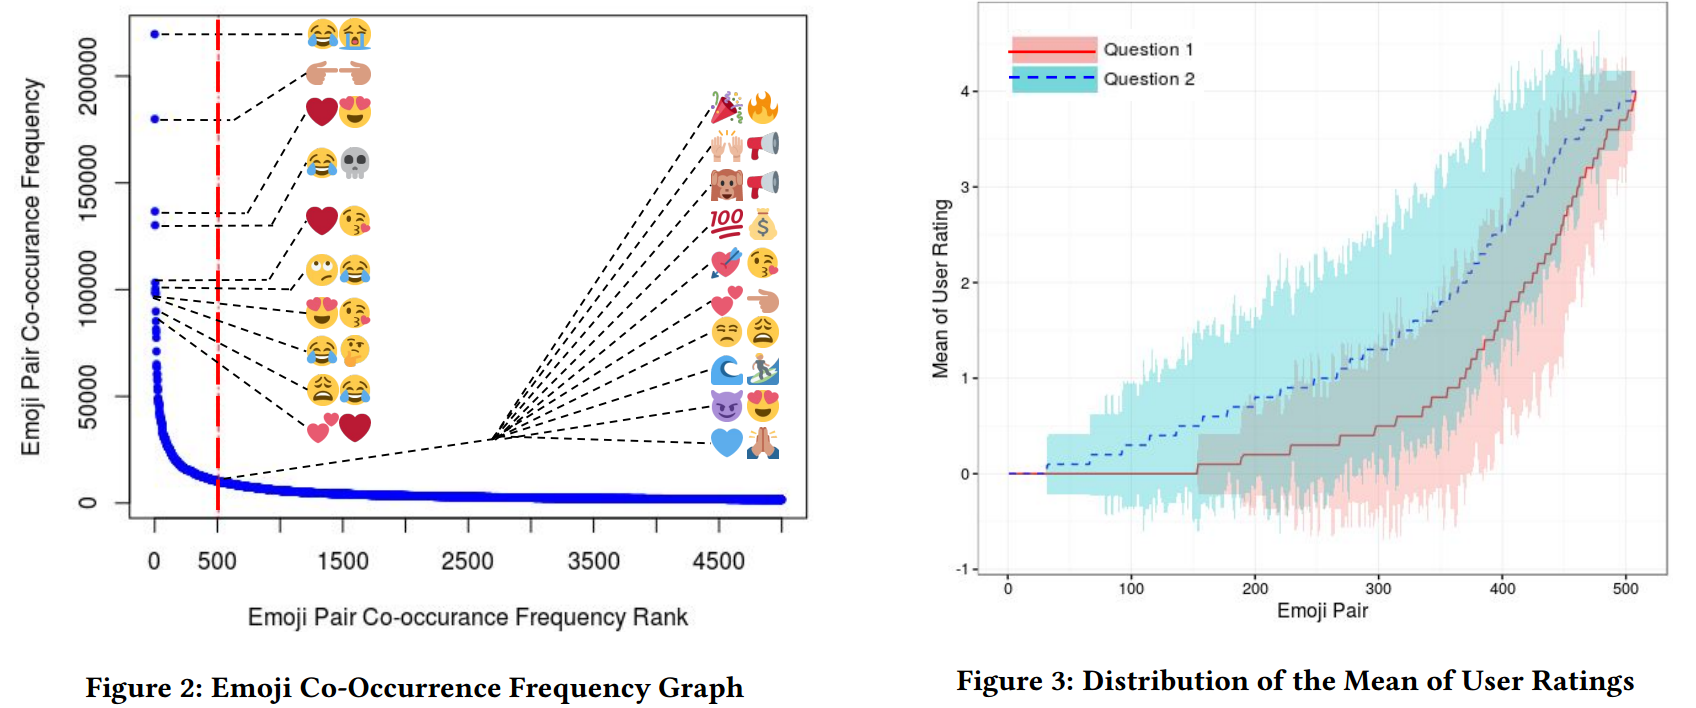 Emoji Pair Co-occurance Frequency
0
50000
100000
150000
200000
0 500 1500 2500 3500 4500
Emoji Pair Co-occurance Frequency Rank
Figure 2: Emoji Co-Occurrence Frequency Graph
Question 1
Question 2
Mean of User Rating
4
3
2
1
0
-1
0 100 200 300 400 500
Emoji Pair
Figure 3: Distribution of the Mean of User Ratings